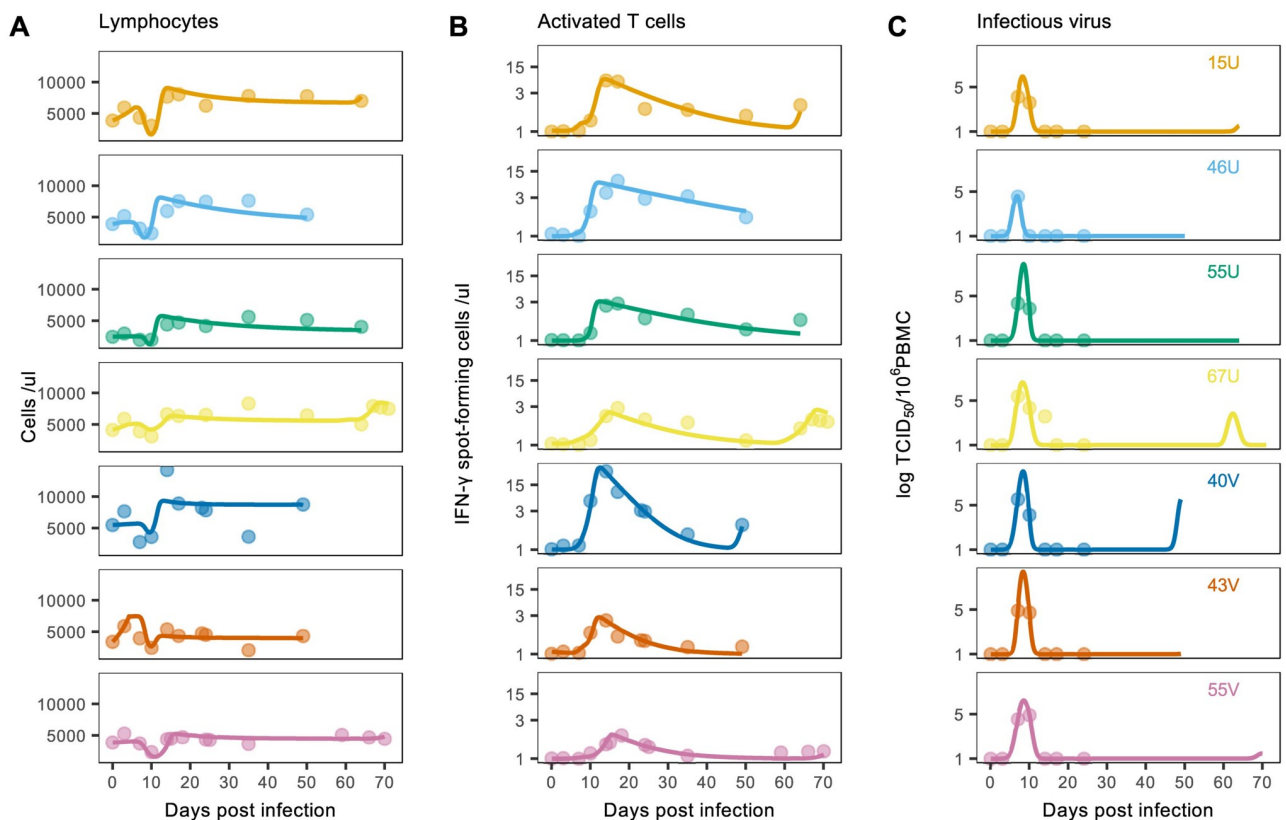 A Lymphocytes
B Activated T cells
C Infectious virus
Cells /ul
10000
5000
10000
5000
10000
5000
10000
5000
10000
5000
10000
5000
10000
5000
0 10 20 30 40 50 60 70
Days post infection
IFN-γ spot-forming cells /ul
15
3
1
15
3
1
15
3
1
15
3
1
15
3
1
15
3
1
15
3
1
0 10 20 30 40 50 60 70
Days post infection
log TCID50/10^6PBMC
15U
5
1
46U
5
1
55U
5
1
67U
5
1
40V
5
1
43V
5
1
55V
5
1
0 10 20 30 40 50 60 70
Days post infection